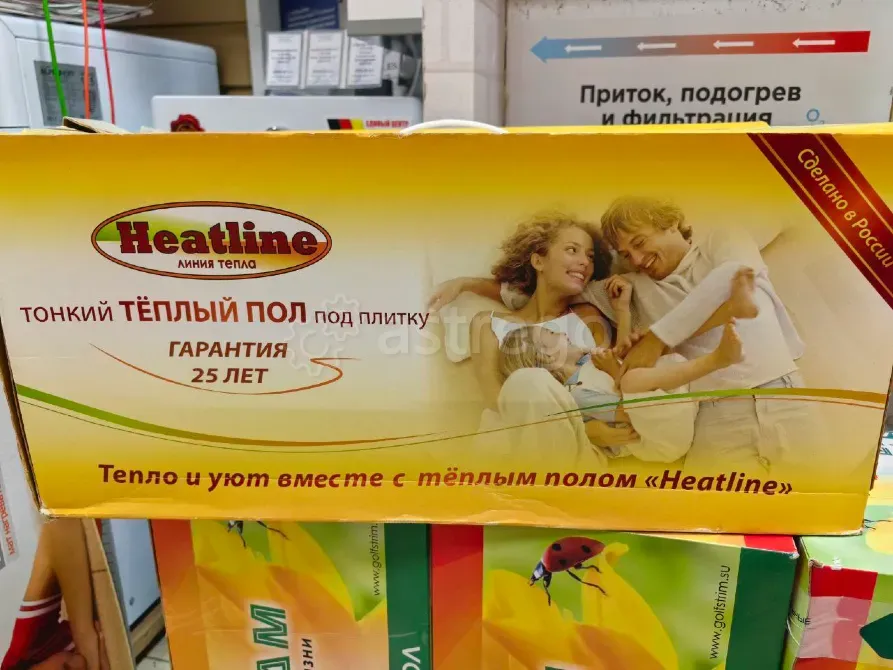 Приток, подогрев
и фильтрация
Сделано в России
Heatline
ЛИНИЯ ТЕПЛА
ТОНКИЙ ТЁПЛЫЙ ПОЛ ПОД ПЛИТКУ
ГАРАНТИЯ
25 ЛЕТ
astrago
Тепло и уют вместе с тёплым полом «Heatline»
www.golfstrim.su
www.golfstrim.su